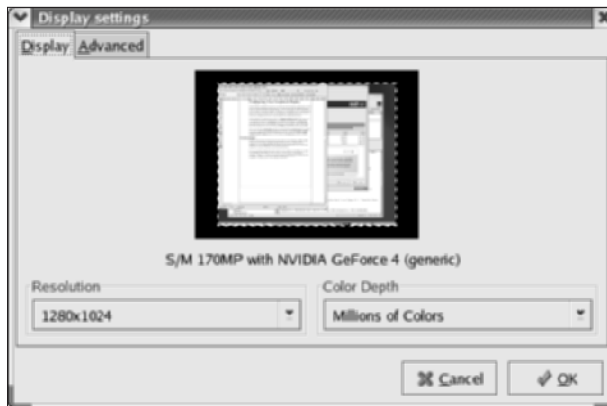 Display settings
Display Advanced
S/M 170MP with NVIDIA GeForce 4 (generic)
Resolution
Color Depth
1280x1024
Millions of Colors
Cancel
OK